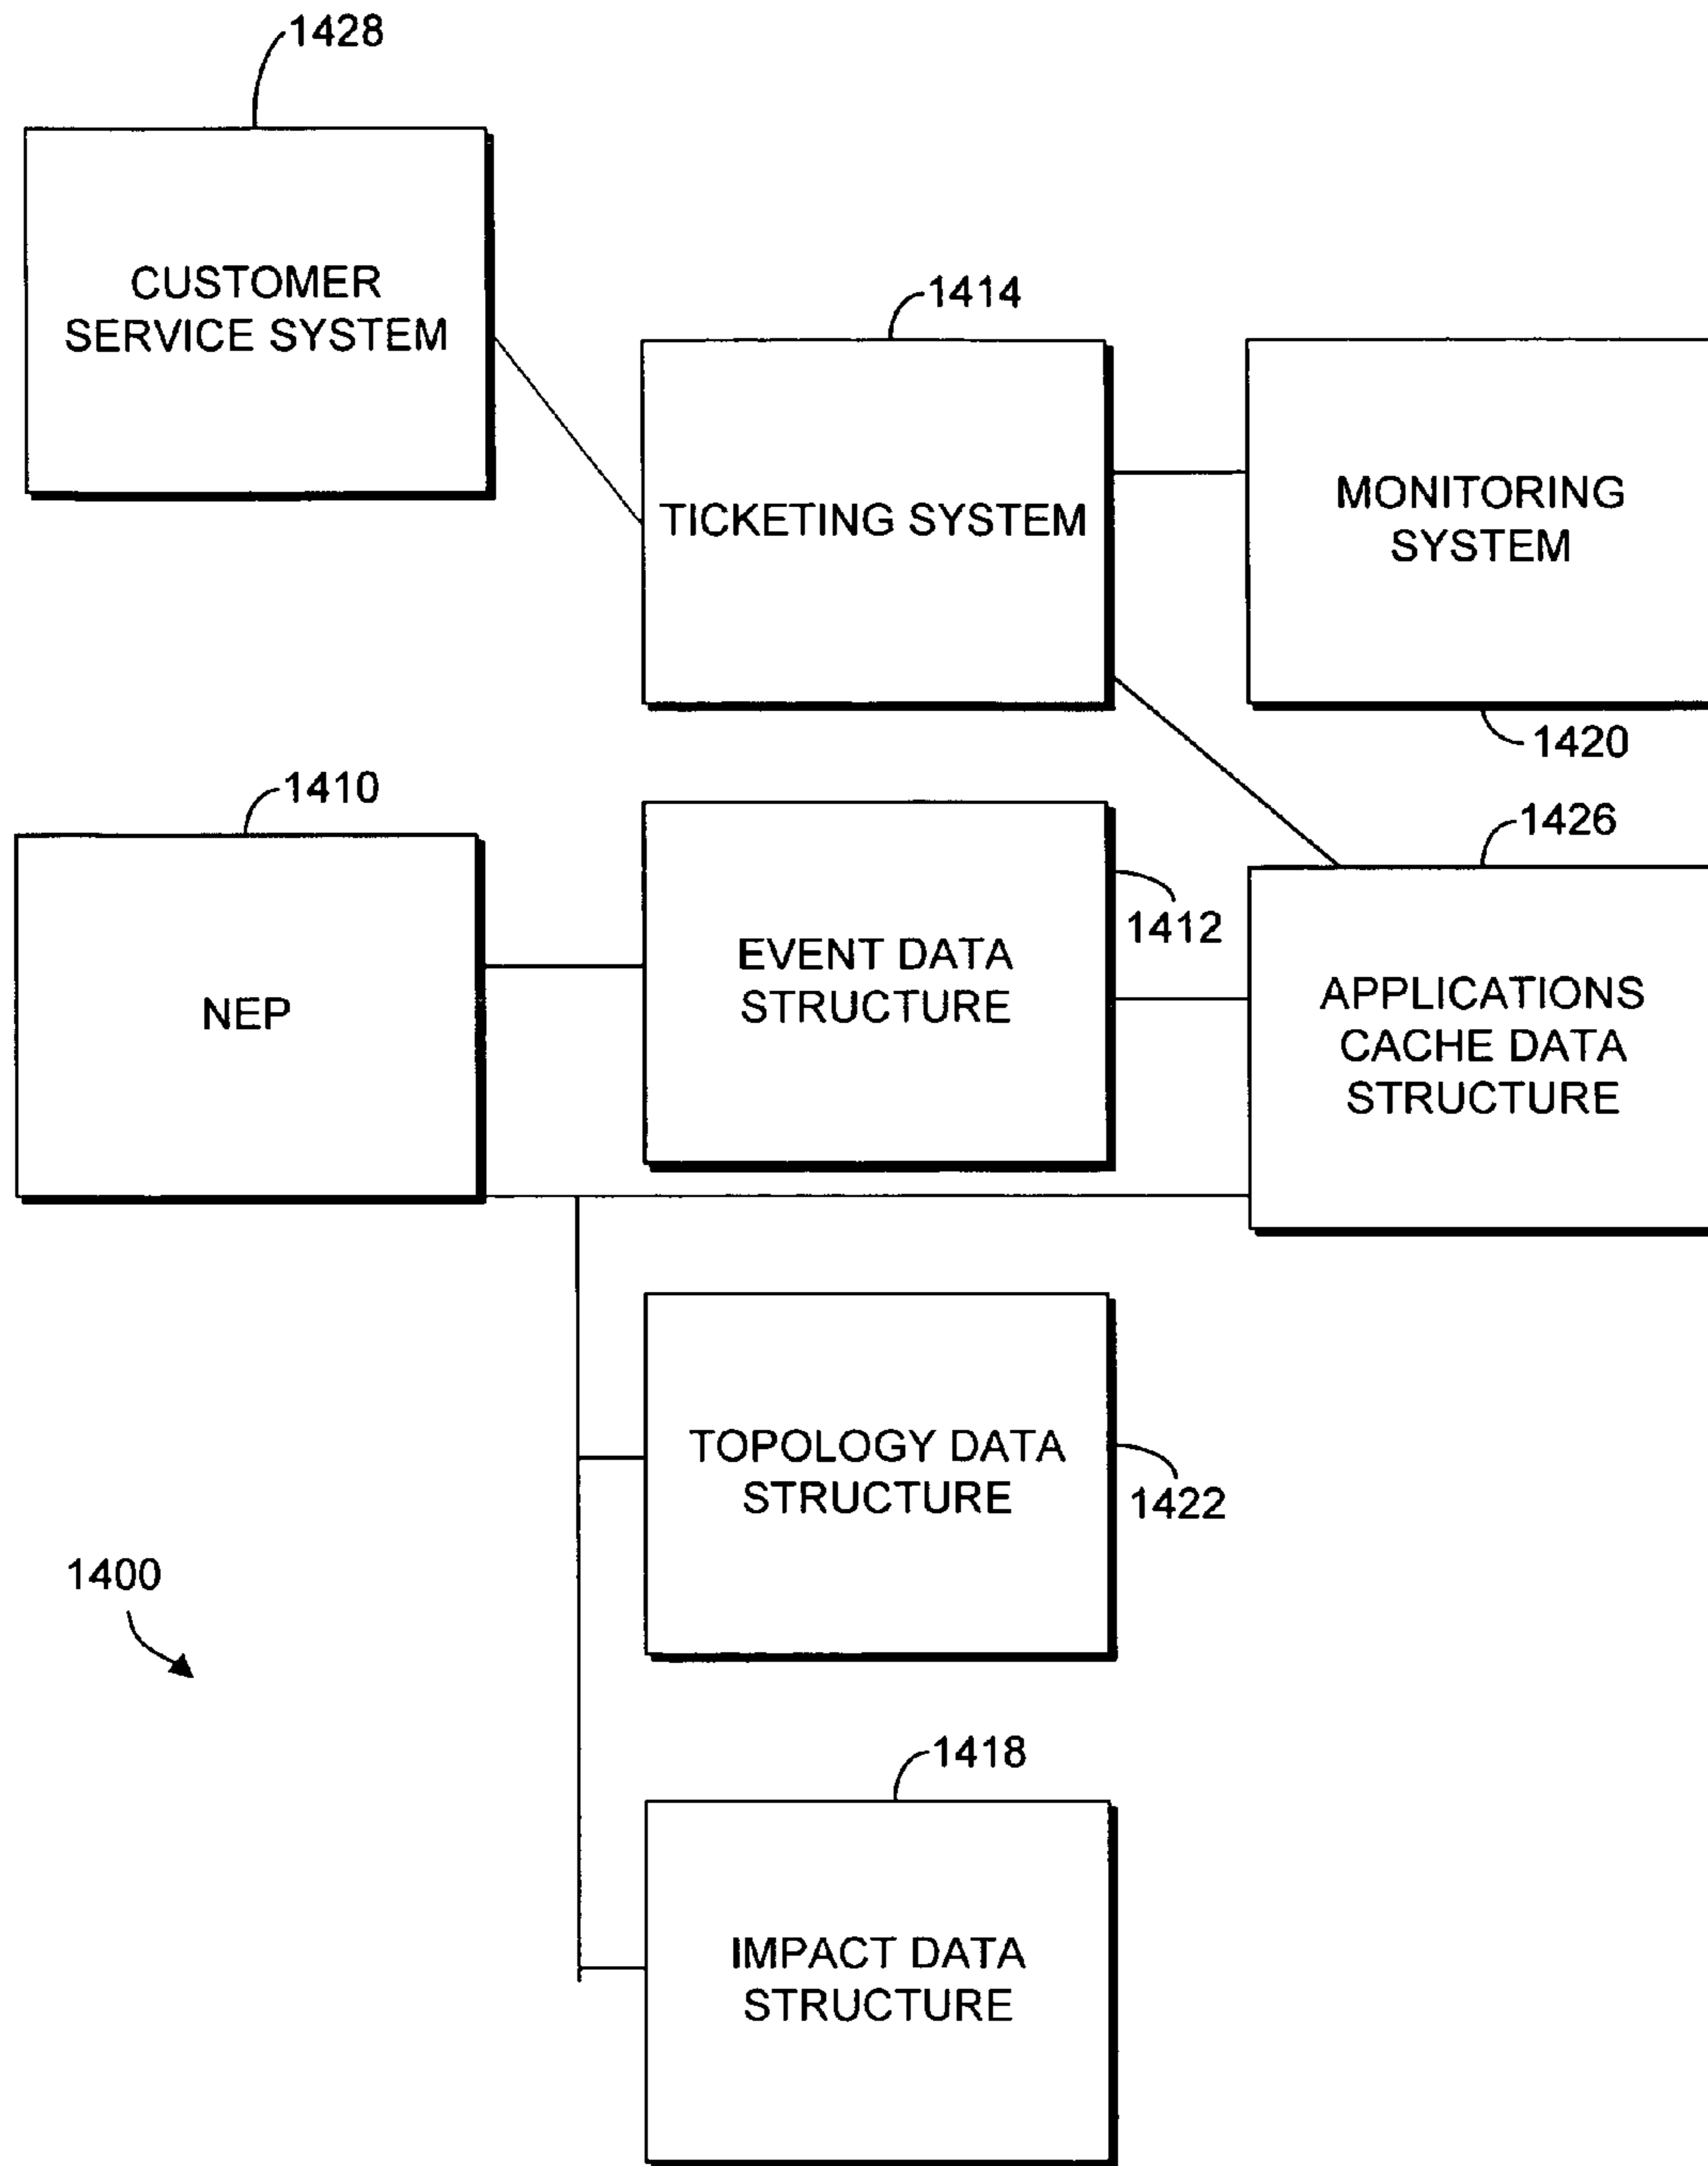 1428
CUSTOMER
SERVICE SYSTEM
1414
TICKETING SYSTEM
MONITORING
SYSTEM
1420
1410
NEP
EVENT DATA
STRUCTURE
1412
1426
APPLICATIONS
CACHE DATA
STRUCTURE
TOPOLOGY DATA
STRUCTURE
1422
1400
1418
IMPACT DATA
STRUCTURE